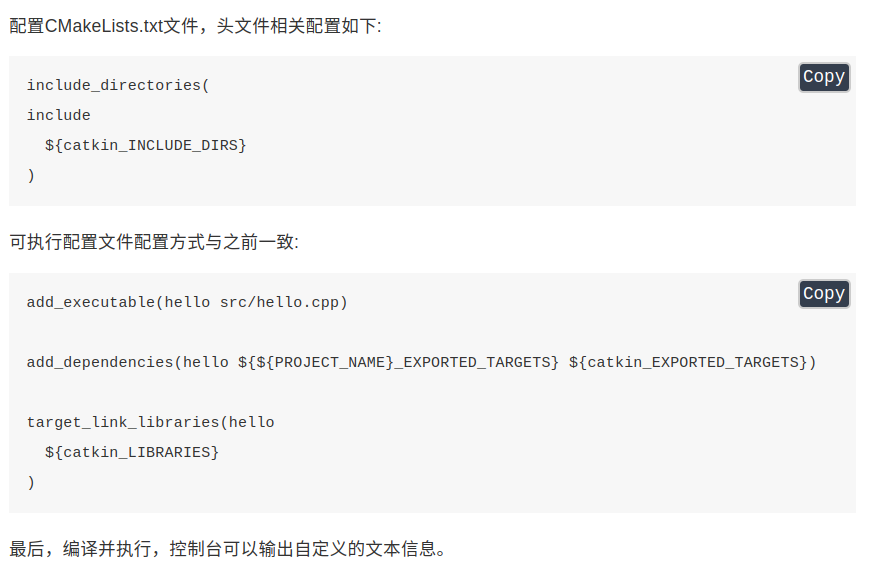 配置CMakeLists.txt文件，头文件相关配置如下:
Copy
include_directories(
include
  ${catkin_INCLUDE_DIRS}
)
可执行配置文件配置方式与之前一致:
Copy
add_executable(hello src/hello.cpp)
add_dependencies(hello ${${PROJECT_NAME}_EXPORTED_TARGETS} ${catkin_EXPORTED_TARGETS})
target_link_libraries(hello
  ${catkin_LIBRARIES}
)
最后，编译并执行，控制台可以输出自定义的文本信息。